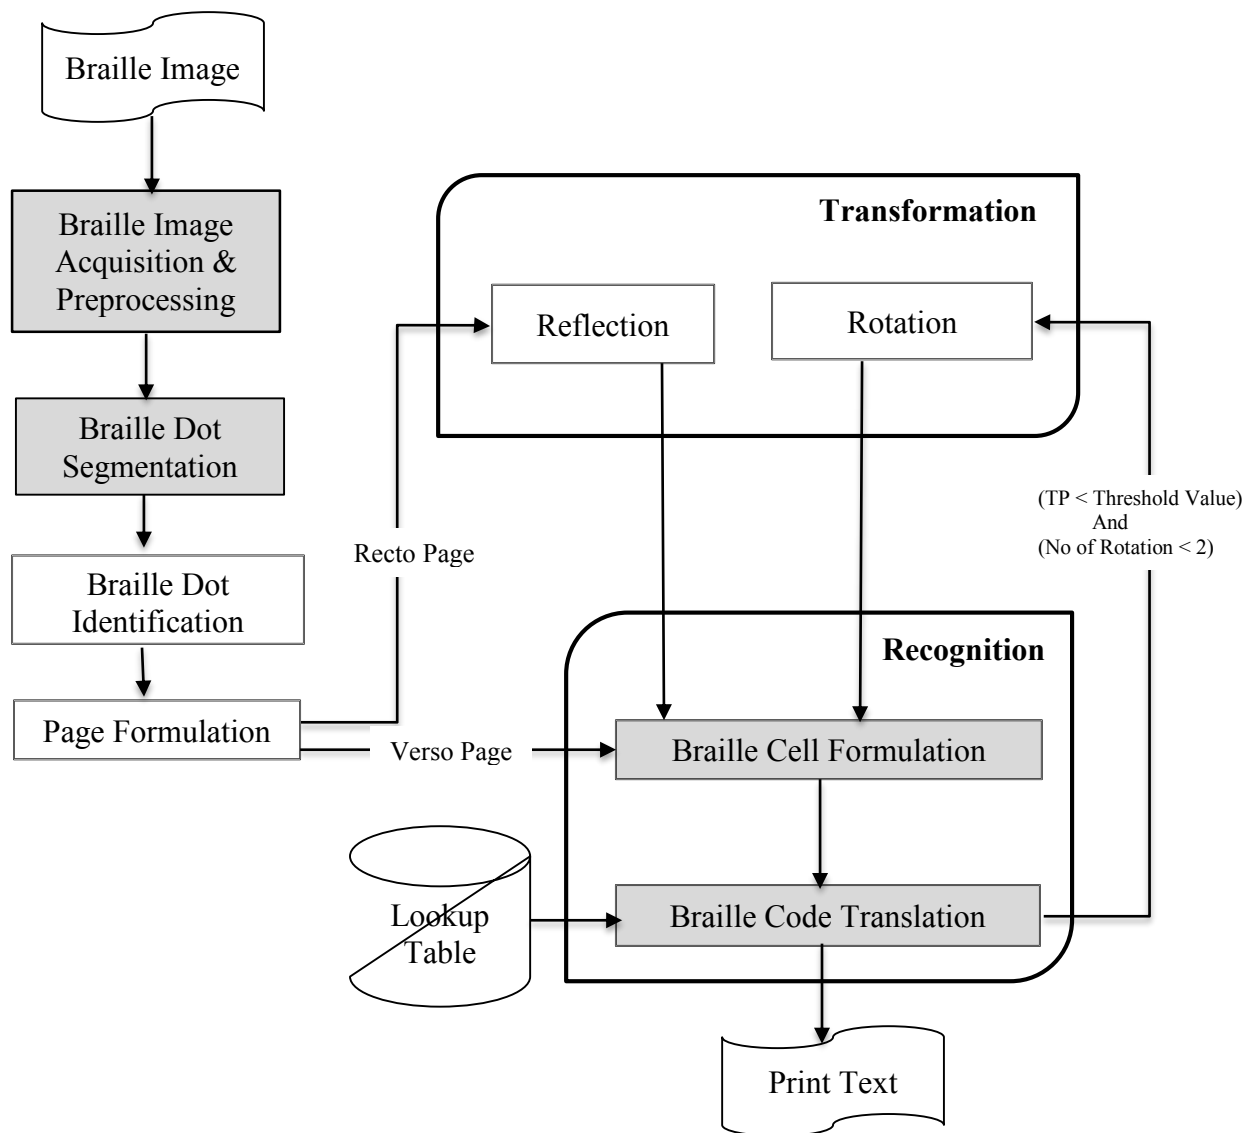 Braille Image
Braille Image
Acquisition &
Preprocessing
Braille Dot
Segmentation
Braille Dot
Identification
Page Formulation
Recto Page
Verso Page
Transformation
Reflection
Rotation
(TP < Threshold Value)
And
(No of Rotation < 2)
Recognition
Braille Cell Formulation
Lookup
Table
Braille Code Translation
Print Text